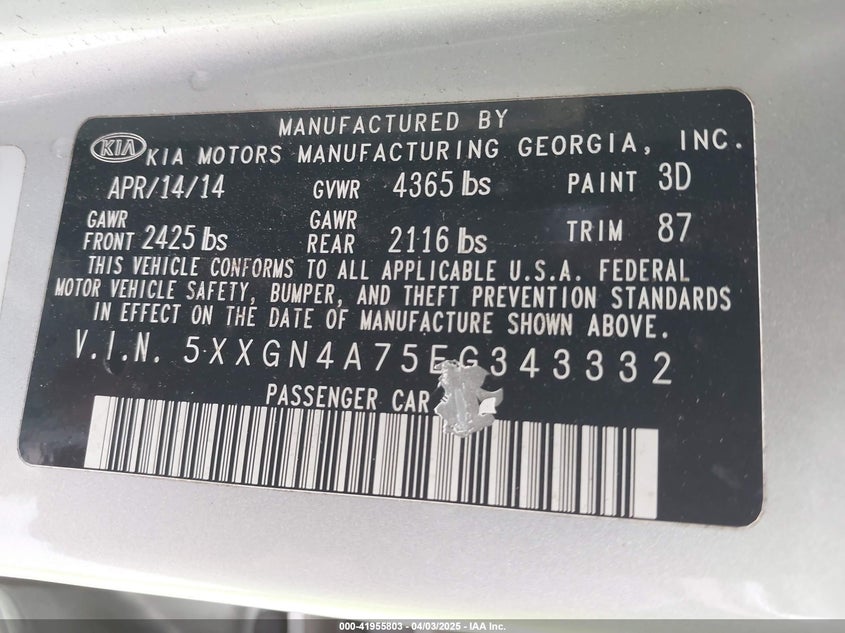 MANUFACTURED BY
KIA KIA MOTORS MANUFACTURING GEORGIA, INC.
APR/14/14 GVWR 4365 lbs PAINT 3D
GAWR FRONT 2425 lbs GAWR REAR 2116 lbs TRIM 87
THIS VEHICLE CONFORMS TO ALL APPLICABLE U.S.A. FEDERAL
MOTOR VEHICLE SAFETY, BUMPER, AND THEFT PREVENTION STANDARDS
IN EFFECT ON THE DATE OF MANUFACTURE SHOWN ABOVE.
V.I.N. 5XXGN4A75EG343332
PASSENGER CAR
000-41955803 - 04/03/2025 - IAA Inc.